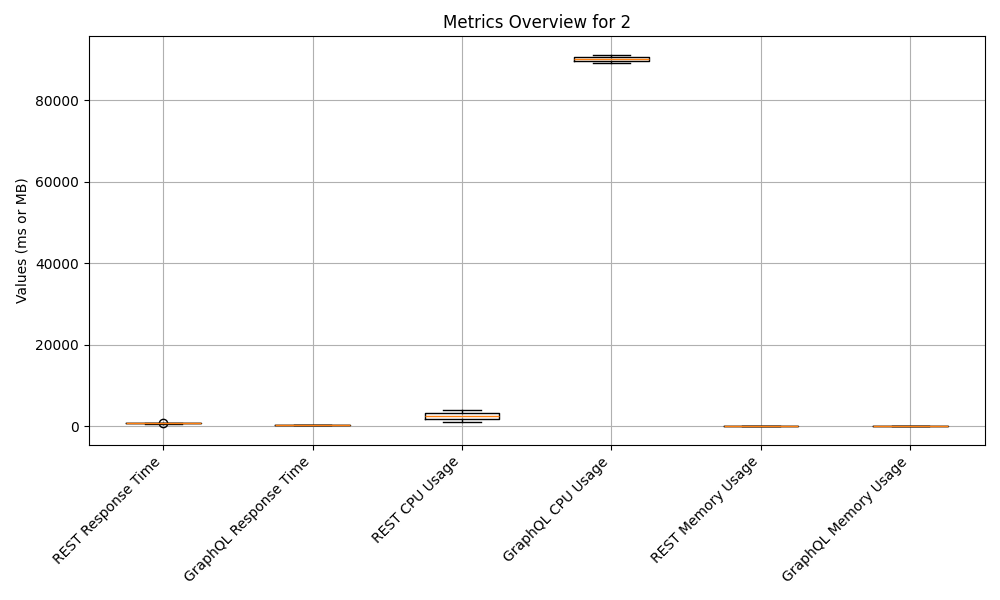 Metrics Overview for 2
Values (ms or MB)
80000
60000
40000
20000
0
REST Response Time
GraphQL Response Time
REST CPU Usage
GraphQL CPU Usage
REST Memory Usage
GraphQL Memory Usage